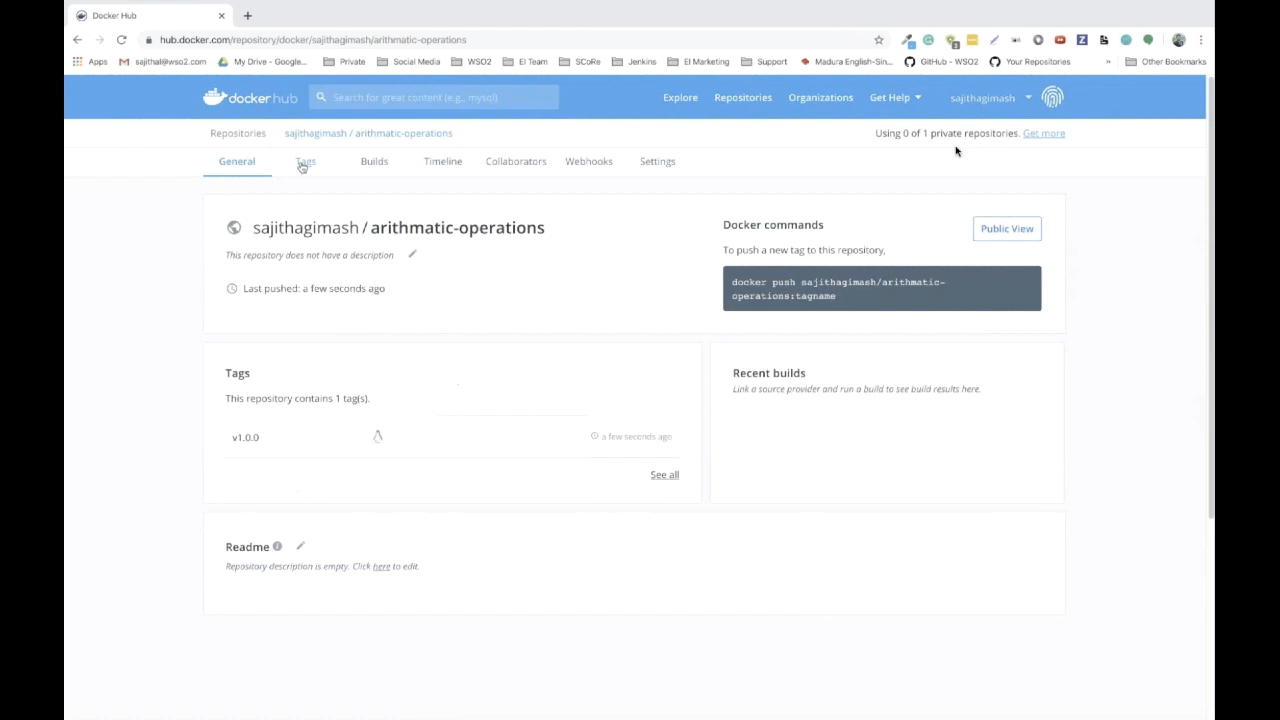 Docker Hub
hub.docker.com/repository/docker/sajithagimash/arithmatic-operations
Apps sajithal@wso2.com My Drive - Google... Private Social Media WSO2 EI Team SCoRe Jenkins EI Marketing Support Madura English-Sin... GitHub - WSO2 Your Repositories » Other Bookmarks
dockerhub Search for great content (e.g., mysql) Explore Repositories Organizations Get Help sajithagimash
Repositories sajithagimash / arithmatic-operations Using 0 of 1 private repositories. Get more
General Tags Builds Timeline Collaborators Webhooks Settings
sajithagimash / arithmatic-operations
This repository does not have a description
Last pushed: a few seconds ago
Docker commands
Public View
To push a new tag to this repository,
docker push sajithagimash/arithmatic-
operations:tagname
Tags
This repository contains 1 tag(s).
v1.0.0 a few seconds ago
See all
Recent builds
Link a source provider and run a build to see build results here.
Readme
Repository description is empty. Click here to edit.